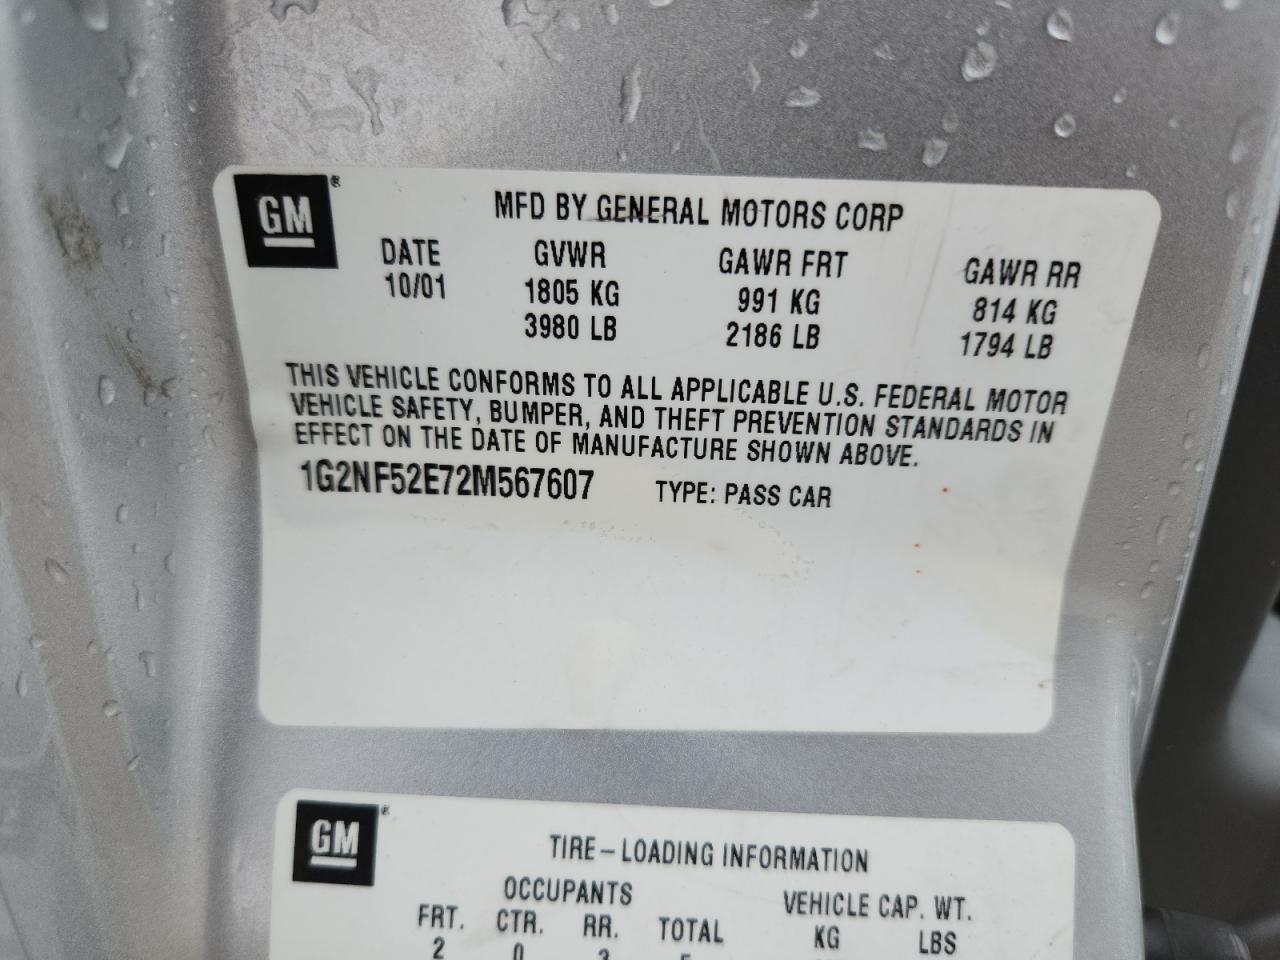 GM®
MFD BY GENERAL MOTORS CORP
DATE GVWR GAWR FRT GAWR RR
10/01 1805 KG 991 KG 814 KG
3980 LB 2186 LB 1794 LB
THIS VEHICLE CONFORMS TO ALL APPLICABLE U.S. FEDERAL MOTOR
VEHICLE SAFETY, BUMPER, AND THEFT PREVENTION STANDARDS IN
EFFECT ON THE DATE OF MANUFACTURE SHOWN ABOVE.
1G2NF52E72M567607 TYPE: PASS CAR
GM®
TIRE–LOADING INFORMATION
OCCUPANTS VEHICLE CAP. WT.
FRT. CTR. RR. TOTAL KG LBS
2 0 3 5